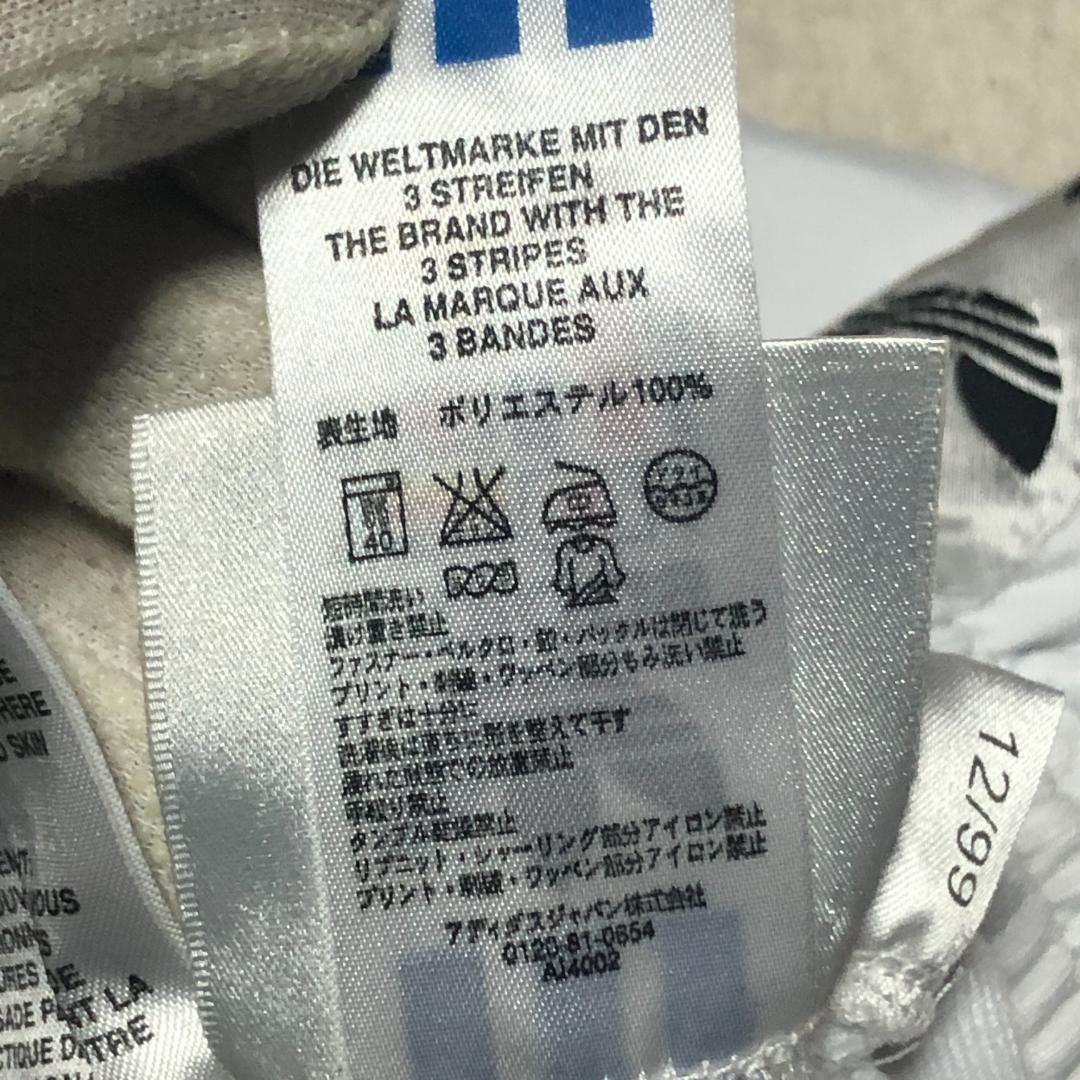 DIE WELTMARKE MIT DEN
3 STREIFEN
THE BRAND WITH THE
3 STRIPES
LA MARQUE AUX
3 BANDES
表生地 ポリエステル100%
40
短時間洗い
漬け置き禁止
ファスナー・ベルクロ・釦・バックルは閉じて洗う
プリント・刺繍・ワッペン部分もみ洗い禁止
すすぎは十分に
洗濯後は直ちに形を整えて干す
濡れた状態での放置禁止
手絞り禁止
タンブル乾燥禁止
リブニット・シャーリング部分アイロン禁止
プリント・刺繍・ワッペン部分アイロン禁止
アディダスジャパン株式会社
0120-81-0654
AJ4002
12/99
SKIN